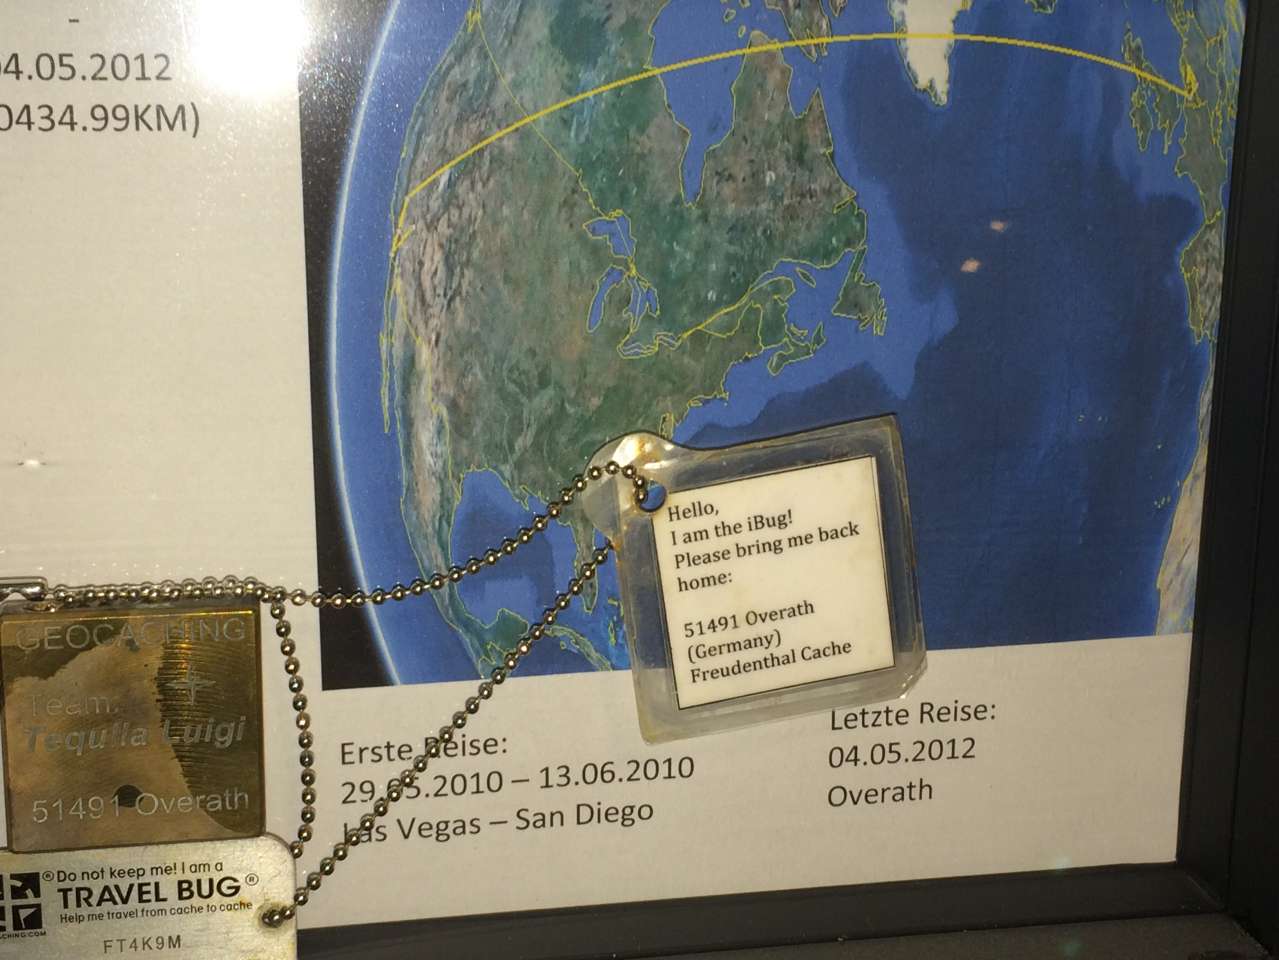 -
04.05.2012
0434.99KM)
Hello,
I am the iBug!
Please bring me back
home:
51491 Overath
(Germany)
Freudenthal Cache
GEOCACHING
Team:
Tequila Luigi
51491 Overath
Do not keep me! I am a
TRAVEL BUG®
Help me travel from cache to cache
CHING.COM
FT4K9M
Erste Reise:
29.05.2010 – 13.06.2010
Las Vegas – San Diego
Letzte Reise:
04.05.2012
Overath